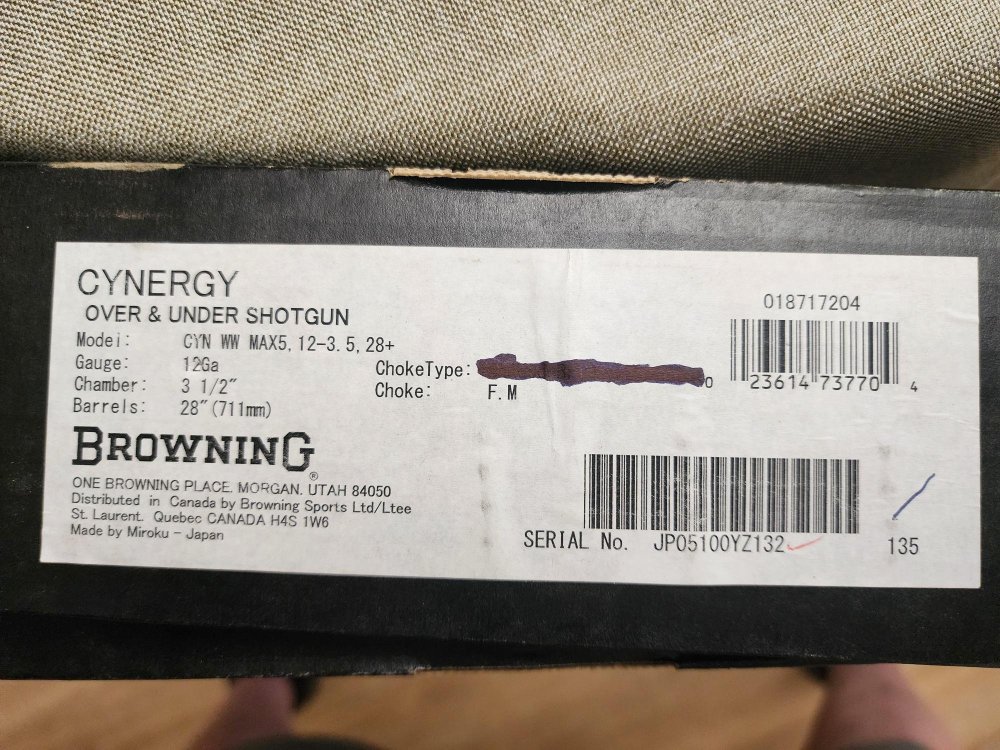 CYNERGY
OVER & UNDER SHOTGUN
Model: CYN WW MAX5, 12-3.5, 28+
Gauge: 12Ga
Chamber: 3 1/2"
Barrels: 28"(711mm)
ChokeType:
Choke: F.M
018717204
0 23614 73770 4
BROWNING®
ONE BROWNING PLACE. MORGAN. UTAH 84050
Distributed in Canada by Browning Sports Ltd/Ltee
St. Laurent. Quebec CANADA H4S 1W6
Made by Miroku - Japan
SERIAL No. JP05100YZ132
135